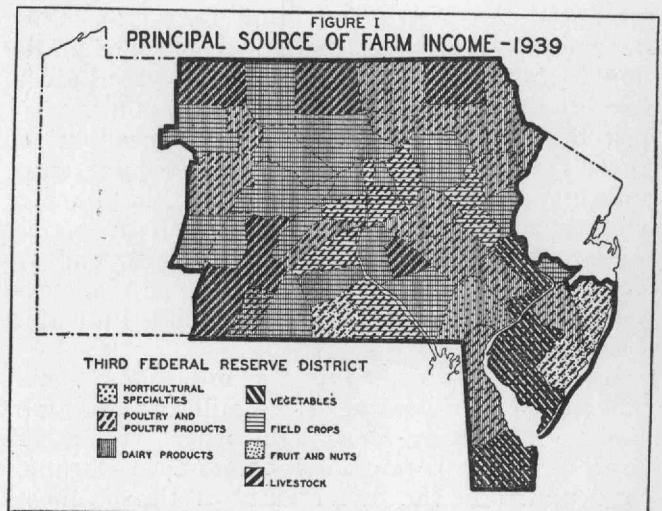 FIGURE I
PRINCIPAL SOURCE OF FARM INCOME - 1939
THIRD FEDERAL RESERVE DISTRICT
HORTICULTURAL
SPECIALTIES
POULTRY AND
POULTRY PRODUCTS
DAIRY PRODUCTS
VEGETABLES
FIELD CROPS
FRUIT AND NUTS
LIVESTOCK